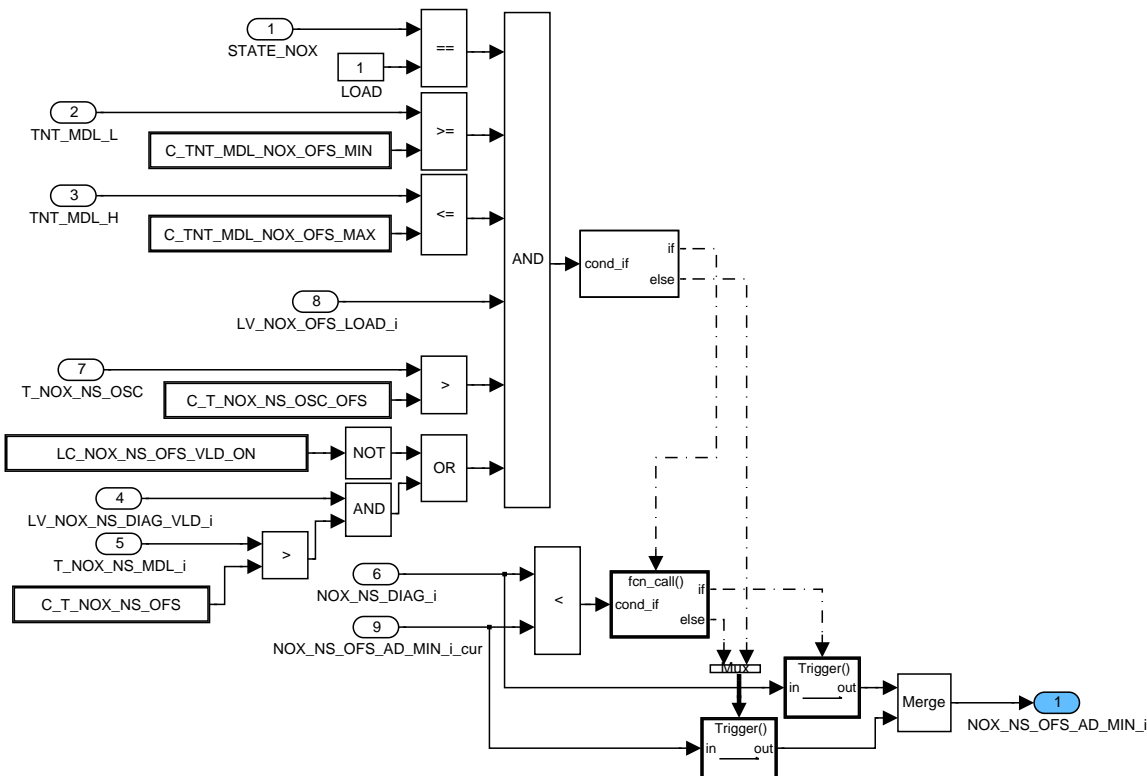 1
STATE_NOX
==
1
LOAD
2
TNT_MDL_L
>=
C_TNT_MDL_NOX_OFS_MIN
3
TNT_MDL_H
<=
C_TNT_MDL_NOX_OFS_MAX
AND
cond_if
if
else
8
LV_NOX_OFS_LOAD_i
7
T_NOX_NS_OSC
>
C_T_NOX_NS_OSC_OFS
LC_NOX_NS_OFS_VLD_ON
NOT
OR
4
LV_NOX_NS_DIAG_VLD_i
AND
5
T_NOX_NS_MDL_i
>
C_T_NOX_NS_OFS
6
NOX_NS_DIAG_i
<
9
NOX_NS_OFS_AD_MIN_i_cur
fcn_call()
cond_if
if
else
Mux
Trigger()
in
out
Trigger()
in
out
Merge
1
NOX_NS_OFS_AD_MIN_i